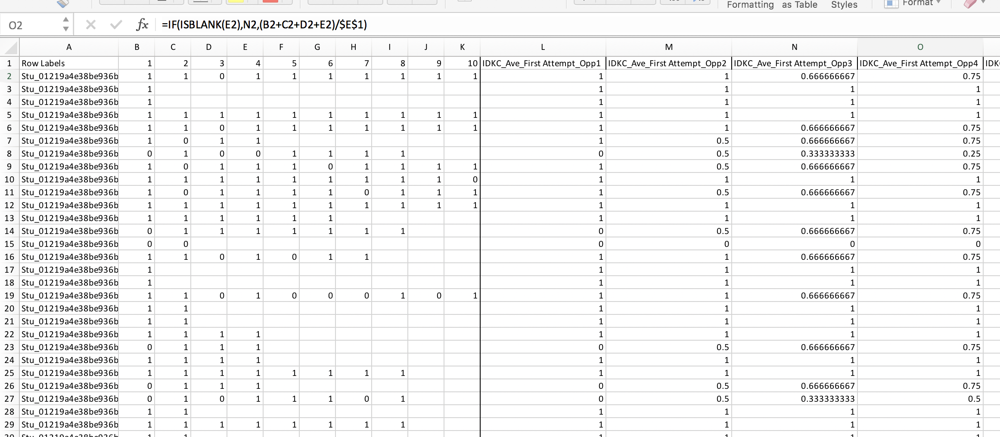 Formatting as Table Styles Format
O2 fx =IF(ISBLANK(E2),N2,(B2+C2+D2+E2)/$E$1)
A B C D E F G H I J K L M N O
1 Row Labels 1 2 3 4 5 6 7 8 9 10 IDKC_Ave_First Attempt_Opp1 IDKC_Ave_First Attempt_Opp2 IDKC_Ave_First Attempt_Opp3 IDKC_Ave_First Attempt_Opp4 IDK
2 Stu_01219a4e38be936b 1 1 0 1 1 1 1 1 1 1 1 1 0.666666667 0.75
3 Stu_01219a4e38be936b 1 1 1 1 1
4 Stu_01219a4e38be936b 1 1 1 1 1
5 Stu_01219a4e38be936b 1 1 1 1 1 1 1 1 1 1 1 1 1 1
6 Stu_01219a4e38be936b 1 1 0 1 1 1 1 1 1 1 1 1 0.666666667 0.75
7 Stu_01219a4e38be936b 1 0 1 1 1 0.5 0.666666667 0.75
8 Stu_01219a4e38be936b 0 1 0 0 1 1 1 1 0 0.5 0.333333333 0.25
9 Stu_01219a4e38be936b 1 0 1 1 1 0 1 1 1 1 1 0.5 0.666666667 0.75
10 Stu_01219a4e38be936b 1 1 1 1 1 1 1 1 1 0 1 1 1 1
11 Stu_01219a4e38be936b 1 0 1 1 1 1 0 1 1 1 1 0.5 0.666666667 0.75
12 Stu_01219a4e38be936b 1 1 1 1 1 1 1 1 1 1 1 1 1 1
13 Stu_01219a4e38be936b 1 1 1 1 1 1 1 1 1 1
14 Stu_01219a4e38be936b 0 1 1 1 1 1 1 1 0 0.5 0.666666667 0.75
15 Stu_01219a4e38be936b 0 0 0 0 0 0
16 Stu_01219a4e38be936b 1 1 0 1 0 1 1 1 1 0.666666667 0.75
17 Stu_01219a4e38be936b 1 1 1 1 1
18 Stu_01219a4e38be936b 1 1 1 1 1
19 Stu_01219a4e38be936b 1 1 0 1 0 0 0 1 0 1 1 1 0.666666667 0.75
20 Stu_01219a4e38be936b 1 1 1 1 1 1
21 Stu_01219a4e38be936b 1 1 1 1 1 1
22 Stu_01219a4e38be936b 1 1 1 1 1 1 1 1
23 Stu_01219a4e38be936b 0 1 1 1 0 0.5 0.666666667 0.75
24 Stu_01219a4e38be936b 1 1 1 1 1 1 1 1
25 Stu_01219a4e38be936b 1 1 1 1 1 1 1 1 1 1 1 1
26 Stu_01219a4e38be936b 0 1 1 1 0 0.5 0.666666667 0.75
27 Stu_01219a4e38be936b 0 1 0 1 1 1 0 1 0 0.5 0.333333333 0.5
28 Stu_01219a4e38be936b 1 1 1 1 1 1
29 Stu_01219a4e38be936b 1 1 1 1 1 1 1 1 1 1 1 1